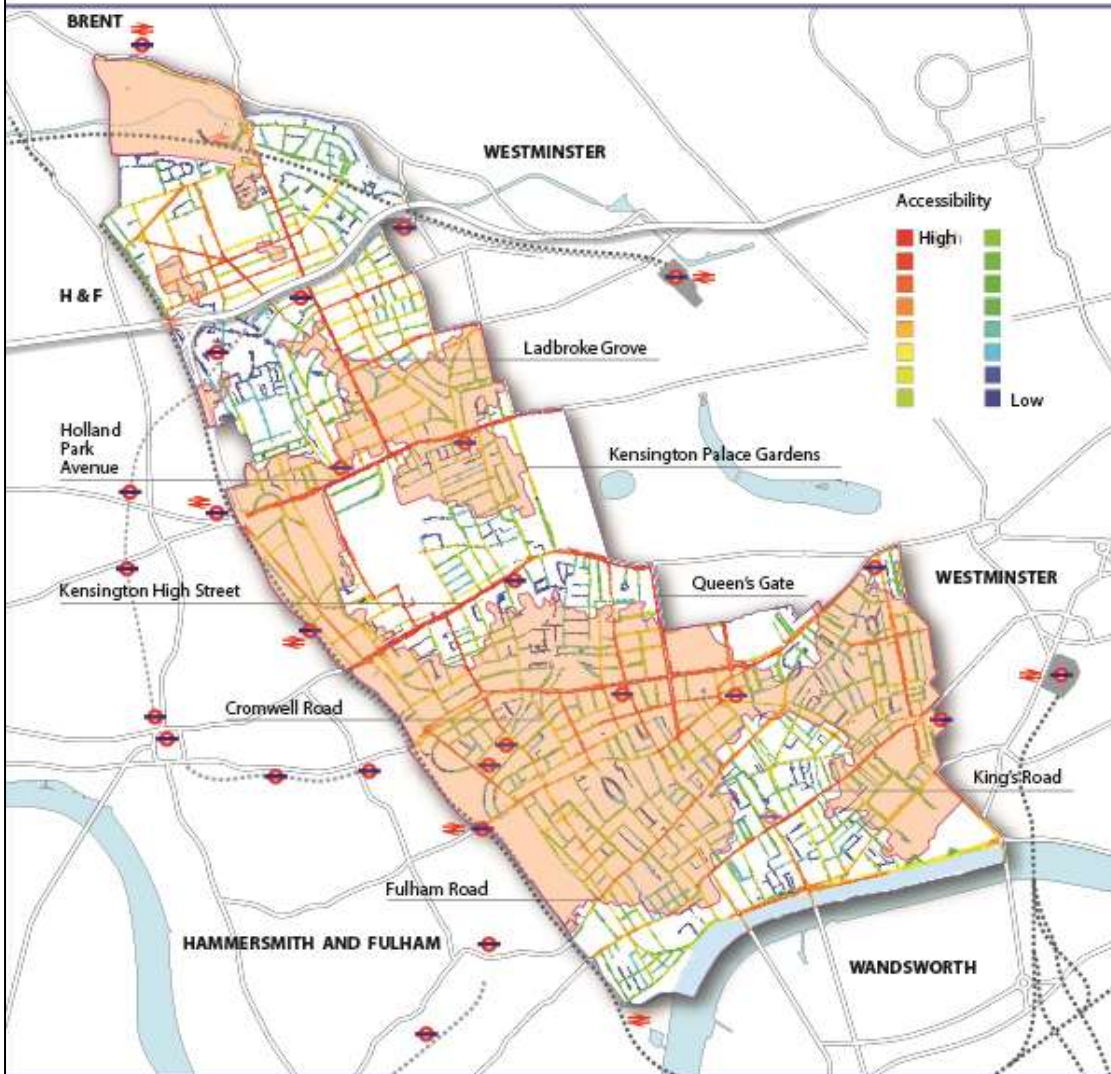 BRENT
WESTMINSTER
Accessibility
High
H & F
Ladbroke Grove
Low
Holland
Park
Avenue
Kensington Palace Gardens
Kensington High Street
Queen's Gate
WESTMINSTER
Cromwell Road
King's Road
Fulham Road
HAMMERSMITH AND FULHAM
WANDSWORTH